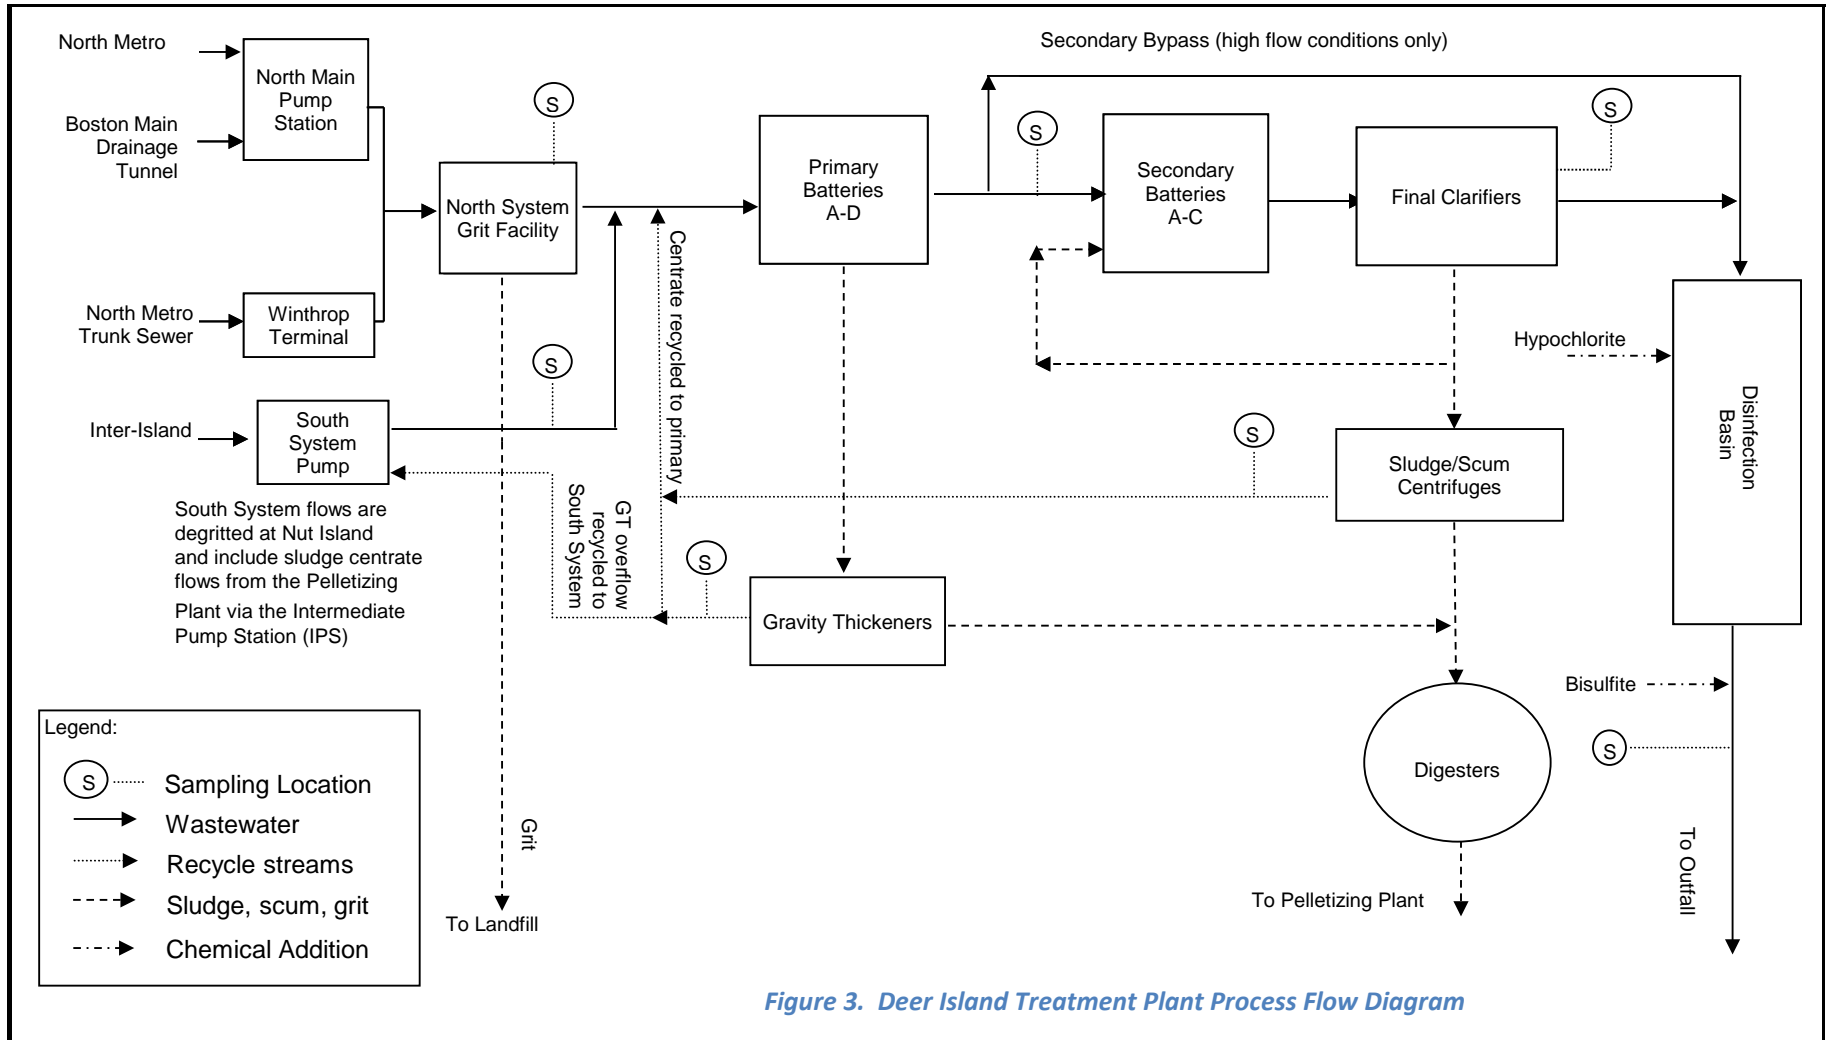 North Metro
North Main
Pump
Station
Boston Main
Drainage
Tunnel
North Metro
Trunk Sewer
Winthrop
Terminal
Inter-Island
South
System
Pump
South System flows are
degritted at Nut Island
and include sludge centrate
flows from the Pelletizing
Plant via the Intermediate
Pump Station (IPS)
S
North System
Grit Facility
S
Grit
To Landfill
Centrate recycled to primary
GT overflow
recycled to
South System
S
Primary
Batteries
A-D
Gravity Thickeners
Secondary Bypass (high flow conditions only)
S
Secondary
Batteries
A-C
S
Final Clarifiers
S
Sludge/Scum
Centrifuges
Digesters
To Pelletizing Plant
Hypochlorite
Disinfection
Basin
Bisulfite
S
To Outfall
Legend:
S Sampling Location
Wastewater
Recycle streams
Sludge, scum, grit
Chemical Addition
Figure 3. Deer Island Treatment Plant Process Flow Diagram